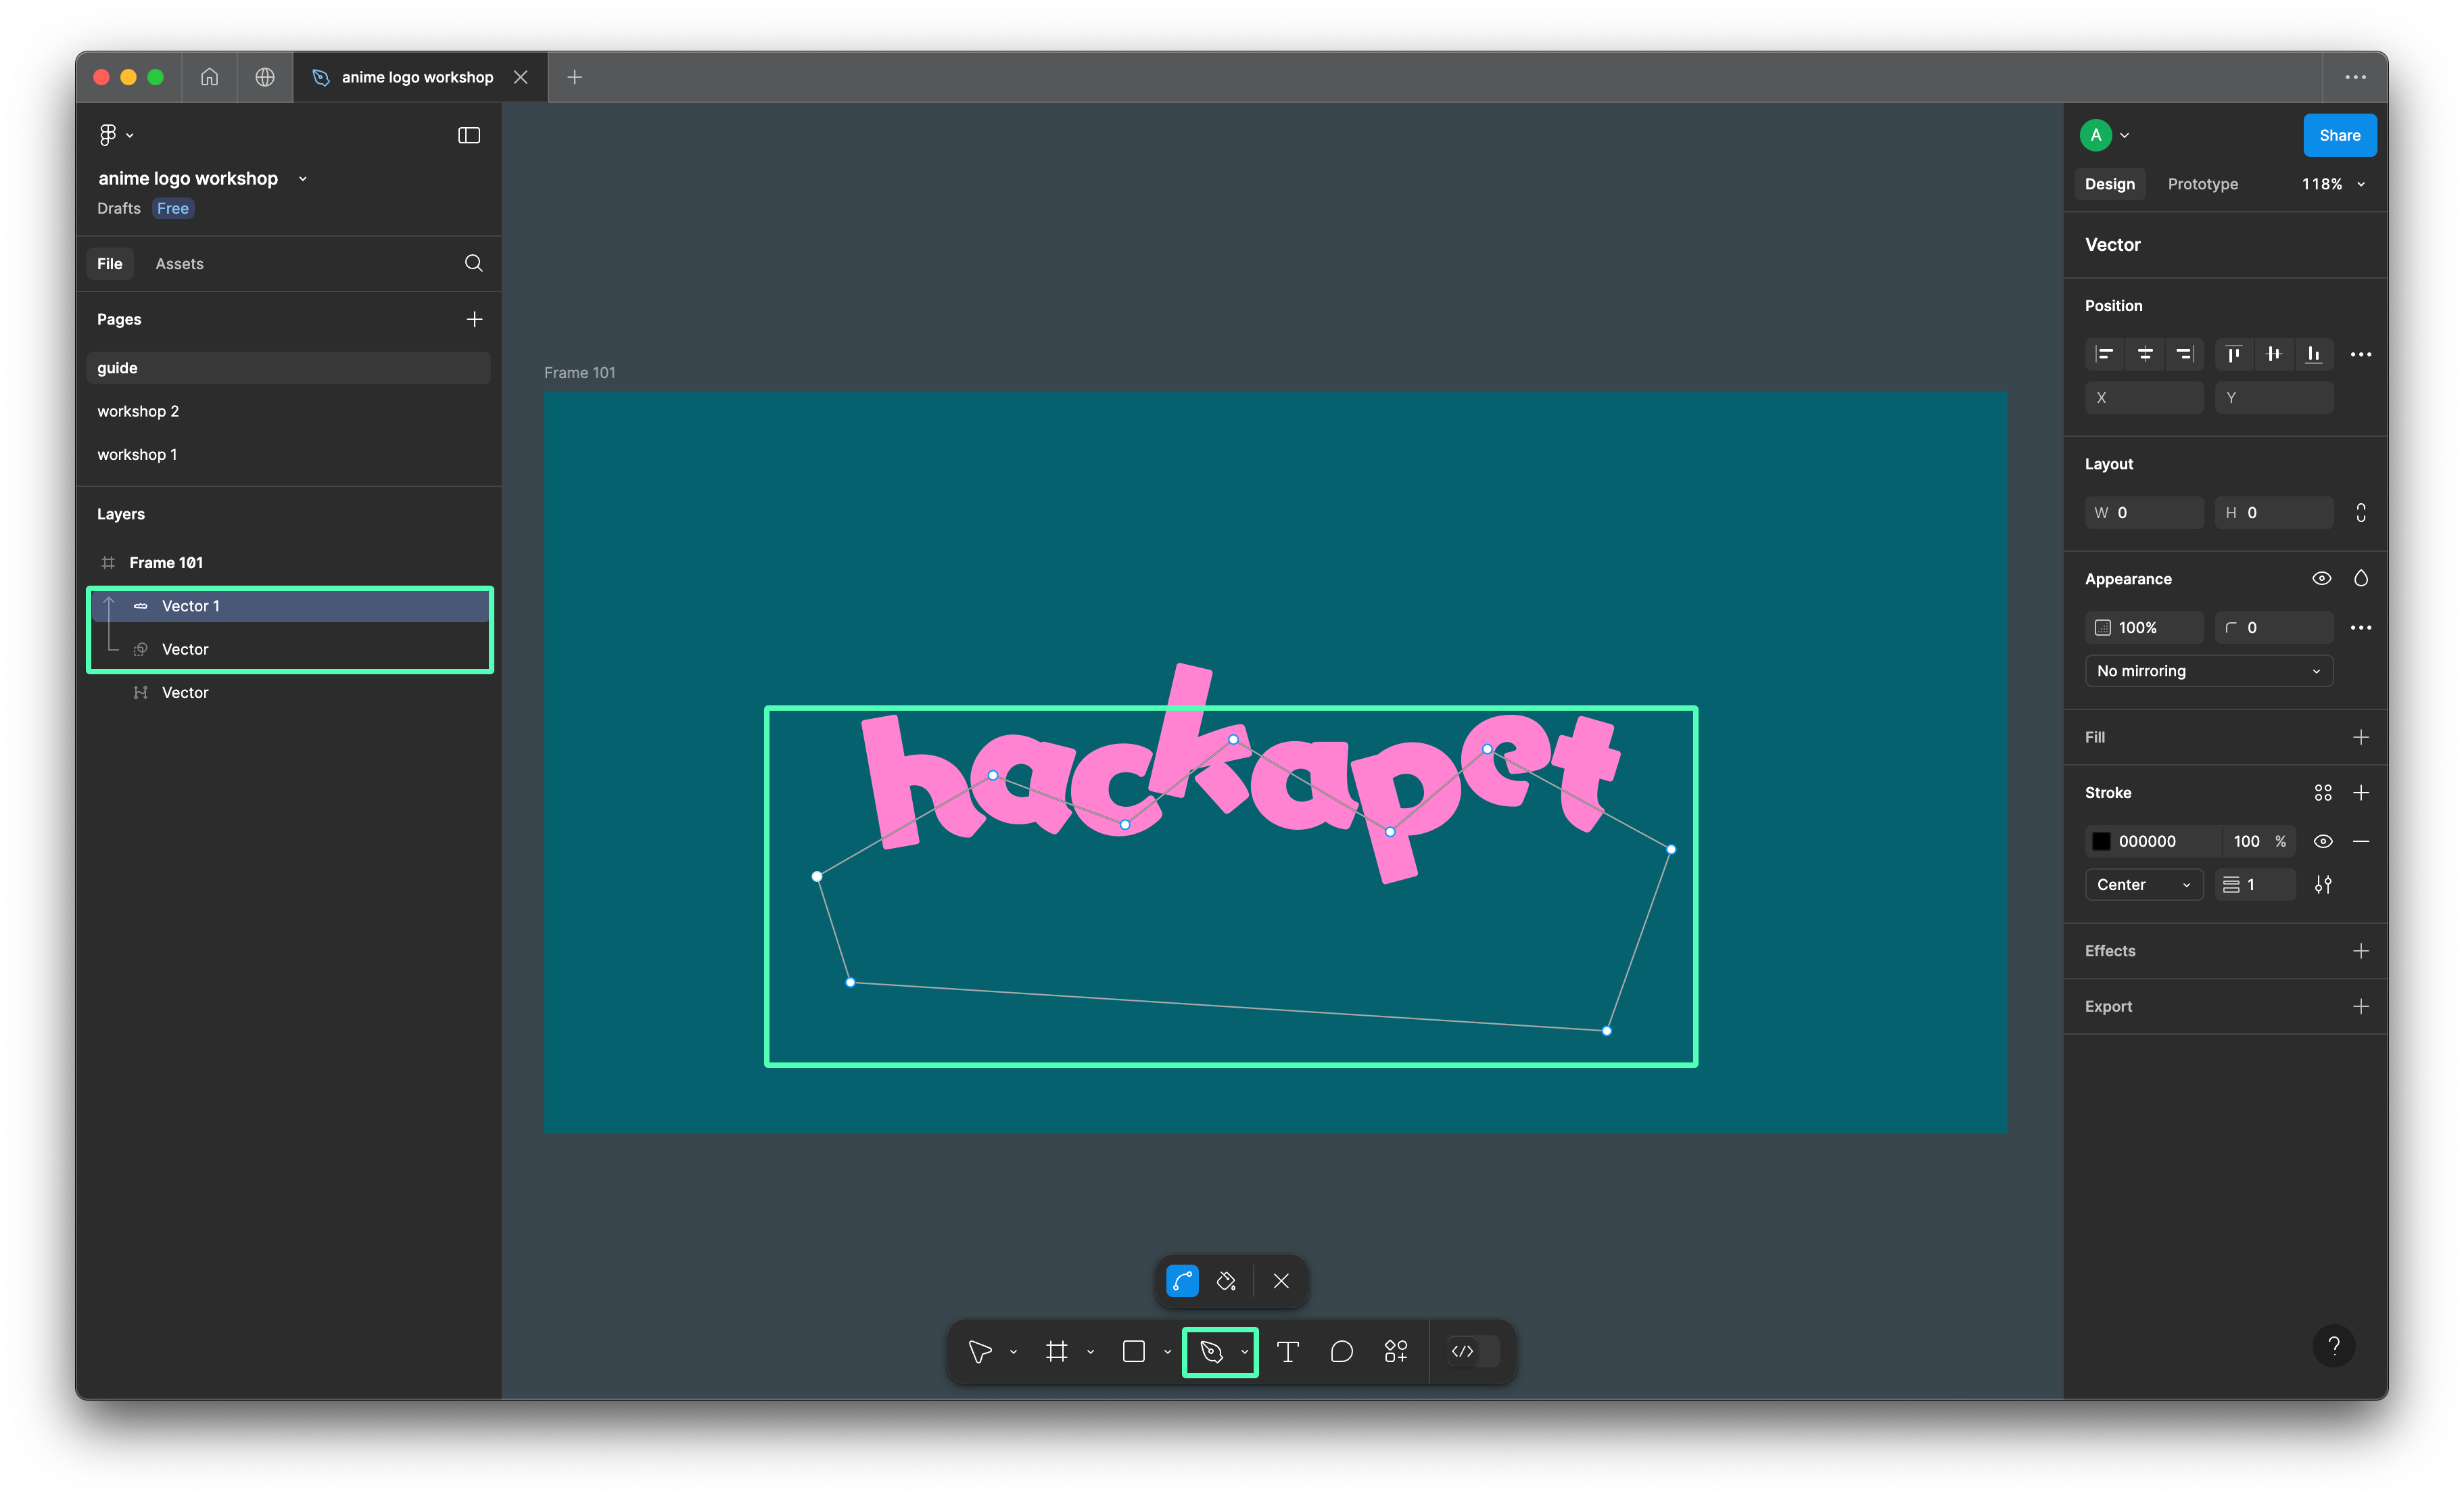 anime logo workshop
anime logo workshop
Drafts Free
File Assets
Pages
guide
workshop 2
workshop 1
Layers
Frame 101
Vector 1
Vector
Vector
Frame 101
hackapet
A
Share
Design Prototype 118%
Vector
Position
X Y
Layout
W 0 H 0
Appearance
100% 0
No mirroring
Fill
Stroke
000000 100 %
Center 1
Effects
Export
?